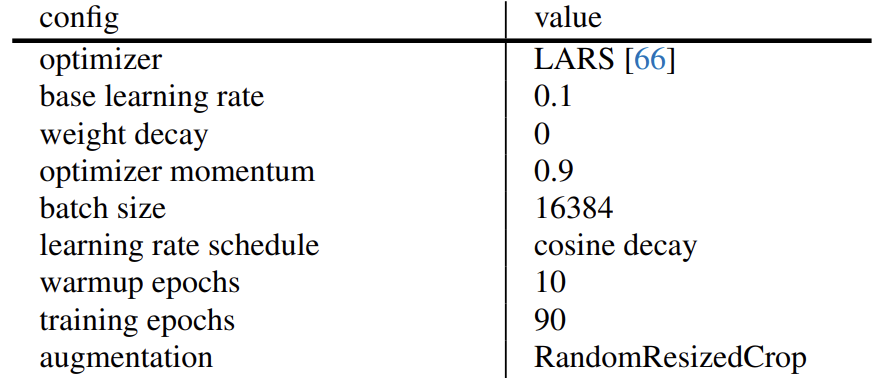 config value
optimizer LARS [66]
base learning rate 0.1
weight decay 0
optimizer momentum 0.9
batch size 16384
learning rate schedule cosine decay
warmup epochs 10
training epochs 90
augmentation RandomResizedCrop